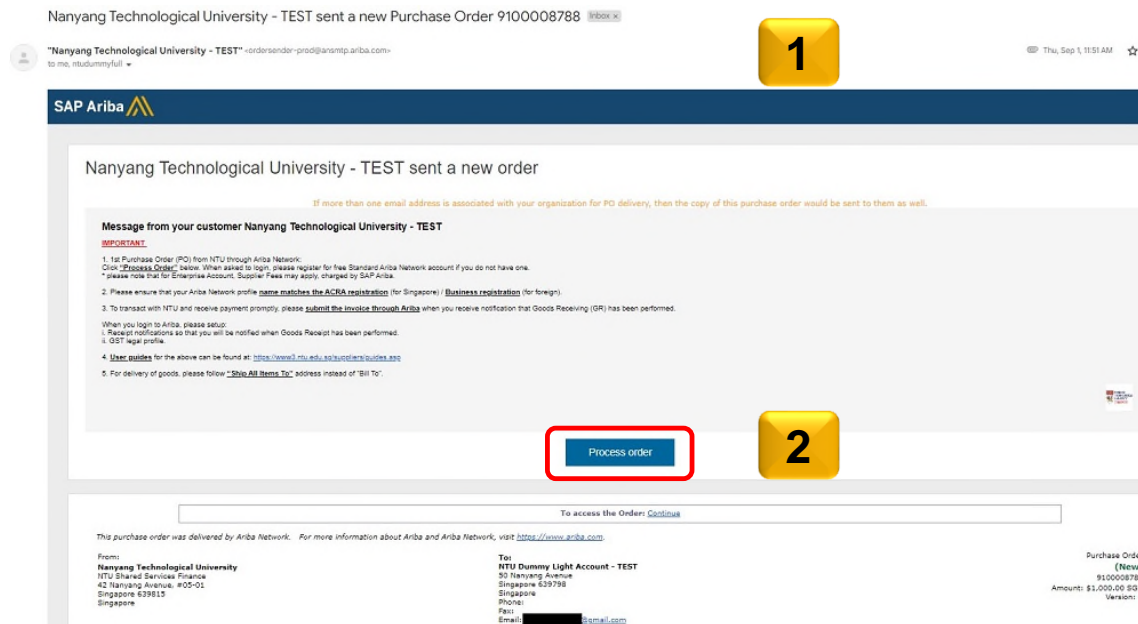 Nanyang Technological University - TEST sent a new Purchase Order 9100008788 Inbox ×
1
"Nanyang Technological University - TEST" <ordersender-prod@ansmtp.ariba.com>
to me, ntudummyfull
Thu, Sep 1, 11:51 AM
SAP Ariba
Nanyang Technological University - TEST sent a new order
If more than one email address is associated with your organization for PO delivery, then the copy of this purchase order would be sent to them as well.
Message from your customer Nanyang Technological University - TEST
IMPORTANT
1. 1st Purchase Order (PO) from NTU through Ariba Network:
Click "Process Order" below. When asked to login, please register for free Standard Ariba Network account if you do not have one.
* please note that for Enterprise Account, Supplier Fees may apply, charged by SAP Ariba.
2. Please ensure that your Ariba Network profile name matches the ACRA registration (for Singapore) / Business registration (for foreign).
3. To transact with NTU and receive payment promptly, please submit the invoice through Ariba when you receive notification that Goods Receiving (GR) has been performed.
When you login to Ariba, please setup:
i. Receipt notifications so that you will be notified when Goods Receipt has been performed.
ii. GST legal profile.
4. User guides for the above can be found at: https://www3.ntu.edu.sg/suppliers/guides.asp
5. For delivery of goods, please follow "Ship All Items To" address instead of "Bill To".
Process order
2
To access the Order: Continue
This purchase order was delivered by Ariba Network. For more information about Ariba and Ariba Network, visit https://www.ariba.com.
From:
Nanyang Technological University
NTU Shared Services Finance
42 Nanyang Avenue, #05-01
Singapore 639815
Singapore
To:
NTU Dummy Light Account - TEST
50 Nanyang Avenue
Singapore 639798
Singapore
Phone:
Fax:
Email: @gmail.com
Purchase Orde
(New
910000878
Amount: $1,000.00 SG
Version: